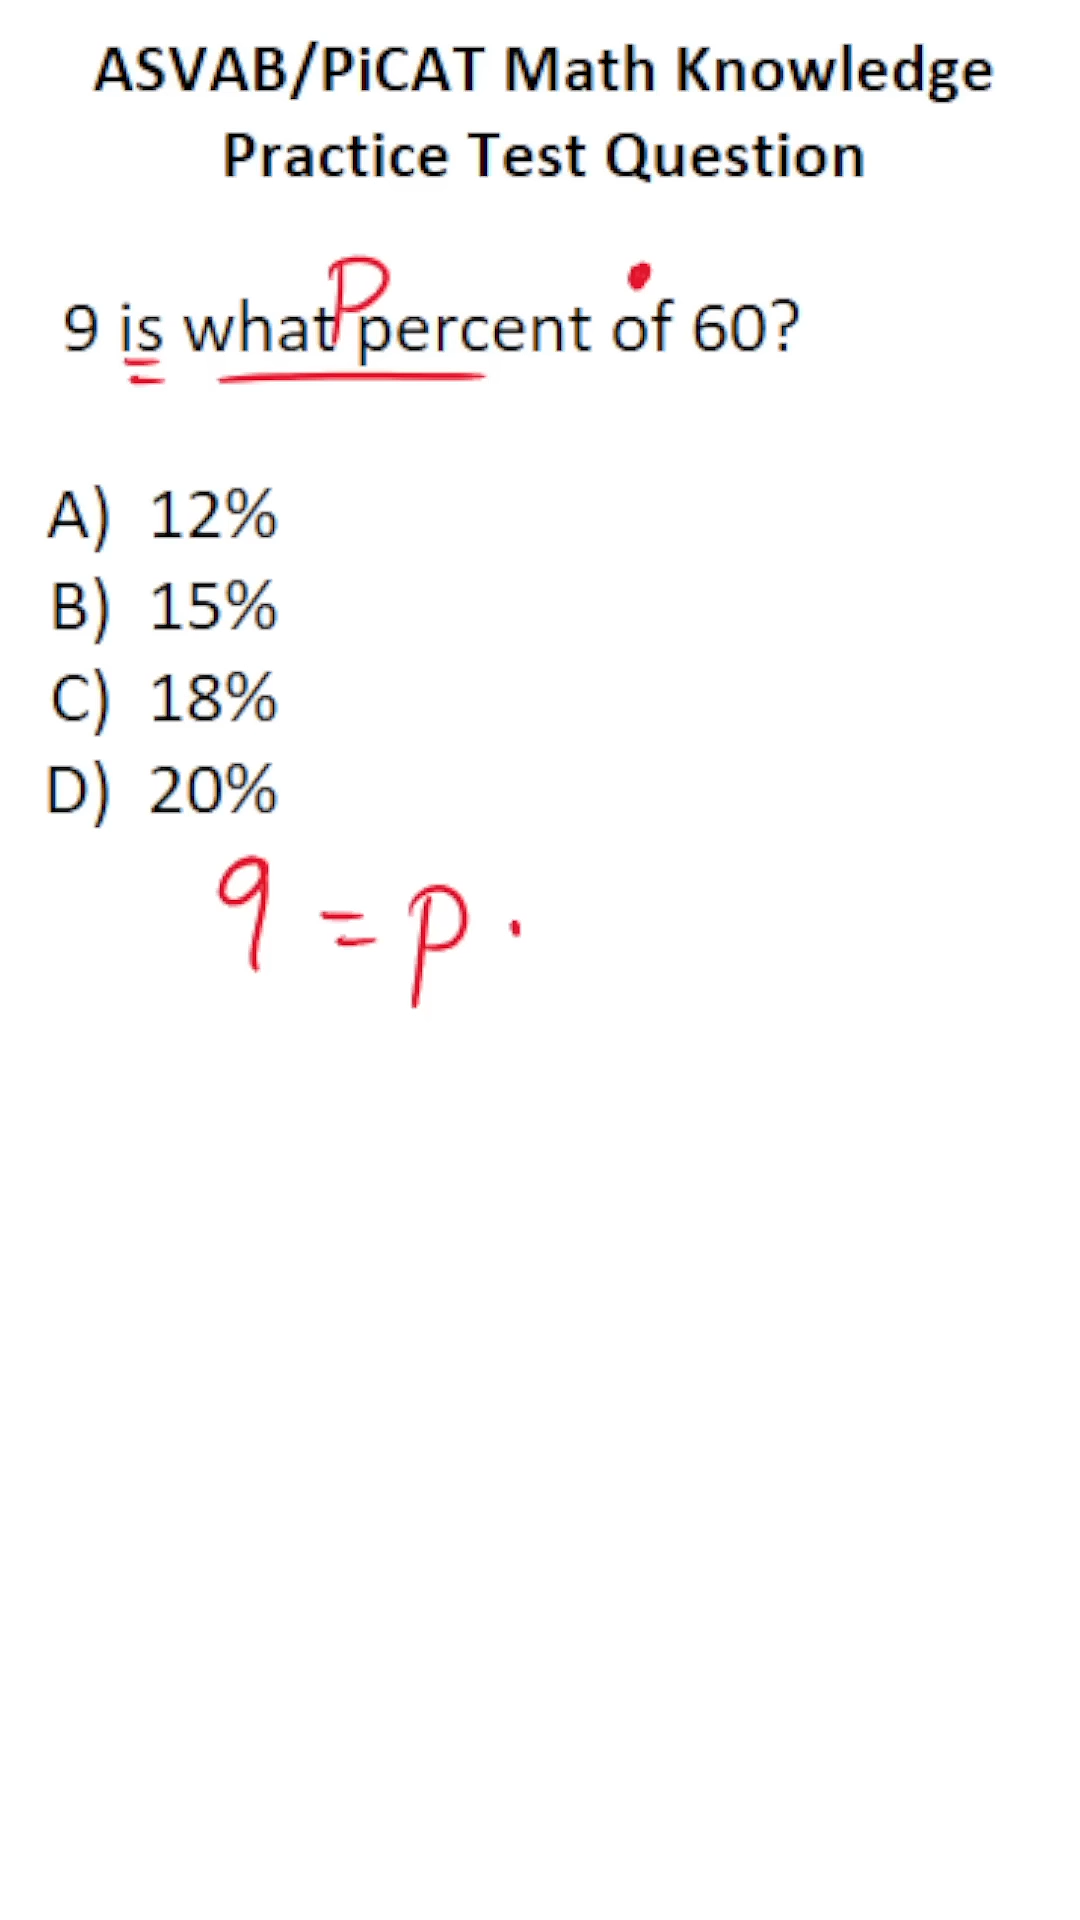 ASVAB/PiCAT Math Knowledge
Practice Test Question
P •
9 is what percent of 60?
A) 12%
B) 15%
C) 18%
D) 20%
9 = p ·